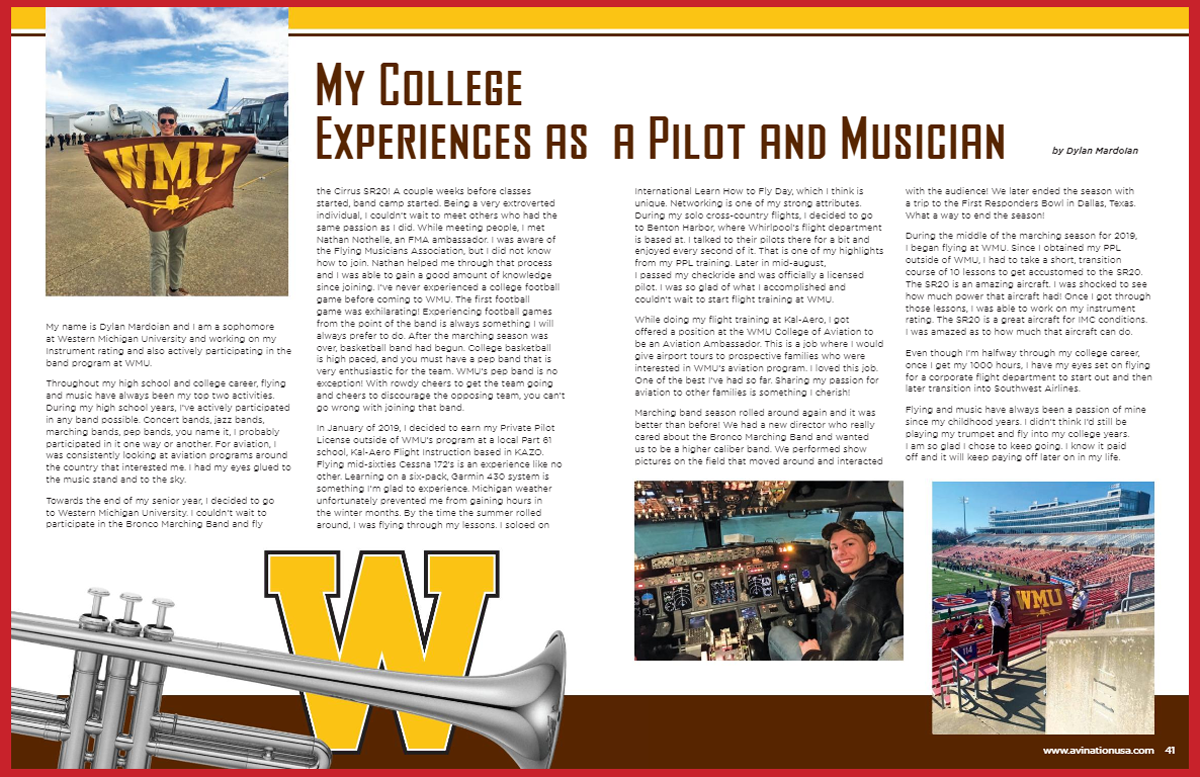 WMU
My College
Experiences as a Pilot and Musician
by Dylan Mardoian
My name is Dylan Mardoian and I am a sophomore
at Western Michigan University and working on my
Instrument rating and also actively participating in the
band program at WMU.
Throughout my high school and college career, flying
and music have always been my top two activities.
During my high school years, I've actively participated
in any band possible. Concert bands, jazz bands,
marching bands, pep bands, you name it, I probably
participated in it one way or another. For aviation, I
was consistently looking at aviation programs around
the country that interested me. I had my eyes glued to
the music stand and to the sky.
Towards the end of my senior year, I decided to go
to Western Michigan University. I couldn't wait to
participate in the Bronco Marching Band and fly
the Cirrus SR20! A couple weeks before classes
started, band camp started. Being a very extroverted
individual, I couldn't wait to meet others who had the
same passion as I did. While meeting people, I met
Nathan Nothelle, an FMA ambassador. I was aware of
the Flying Musicians Association, but I did not know
how to join. Nathan helped me through that process
and I was able to gain a good amount of knowledge
since joining. I've never experienced a college football
game before coming to WMU. The first football
game was exhilarating! Experiencing football games
from the point of the band is always something I will
always prefer to do. After the marching season was
over, basketball band had begun. College basketball
is high paced, and you must have a pep band that is
very enthusiastic for the team. WMU's pep band is no
exception! With rowdy cheers to get the team going
and cheers to discourage the opposing team, you can't
go wrong with joining that band.
In January of 2019, I decided to earn my Private Pilot
License outside of WMU's program at a local Part 61
school, Kal-Aero Flight Instruction based in KAZO.
Flying mid-sixties Cessna 172's is an experience like no
other. Learning on a six-pack, Garmin 430 system is
something I'm glad to experience. Michigan weather
unfortunately prevented me from gaining hours in
the winter months. By the time the summer rolled
around, I was flying through my lessons. I soloed on
International Learn How to Fly Day, which I think is
unique. Networking is one of my strong attributes.
During my solo cross-country flights, I decided to go
to Benton Harbor, where Whirlpool's flight department
is based at. I talked to their pilots there for a bit and
enjoyed every second of it. That is one of my highlights
from my PPL training. Later in mid-august,
I passed my checkride and was officially a licensed
pilot. I was so glad of what I accomplished and
couldn't wait to start flight training at WMU.
While doing my flight training at Kal-Aero, I got
offered a position at the WMU College of Aviation to
be an Aviation Ambassador. This is a job where I would
give airport tours to prospective families who were
interested in WMU's aviation program. I loved this job.
One of the best I've had so far. Sharing my passion for
aviation to other families is something I cherish!
Marching band season rolled around again and it was
better than before! We had a new director who really
cared about the Bronco Marching Band and wanted
us to be a higher caliber band. We performed show
pictures on the field that moved around and interacted
with the audience! We later ended the season with
a trip to the First Responders Bowl in Dallas, Texas.
What a way to end the season!
During the middle of the marching season for 2019,
I began flying at WMU. Since I obtained my PPL
outside of WMU, I had to take a short, transition
course of 10 lessons to get accustomed to the SR20.
The SR20 is an amazing aircraft. I was shocked to see
how much power that aircraft had! Once I got through
those lessons, I was able to work on my instrument
rating. The SR20 is a great aircraft for IMC conditions.
I was amazed as to how much that aircraft can do.
Even though I'm halfway through my college career,
once I get my 1000 hours, I have my eyes set on flying
for a corporate flight department to start out and then
later transition into Southwest Airlines.
Flying and music have always been a passion of mine
since my childhood years. I didn't think I'd still be
playing my trumpet and fly into my college years.
I am so glad I chose to keep going. I know it paid
off and it will keep paying off later on in my life.
W
WMU
114
www.avinationusa.com 41